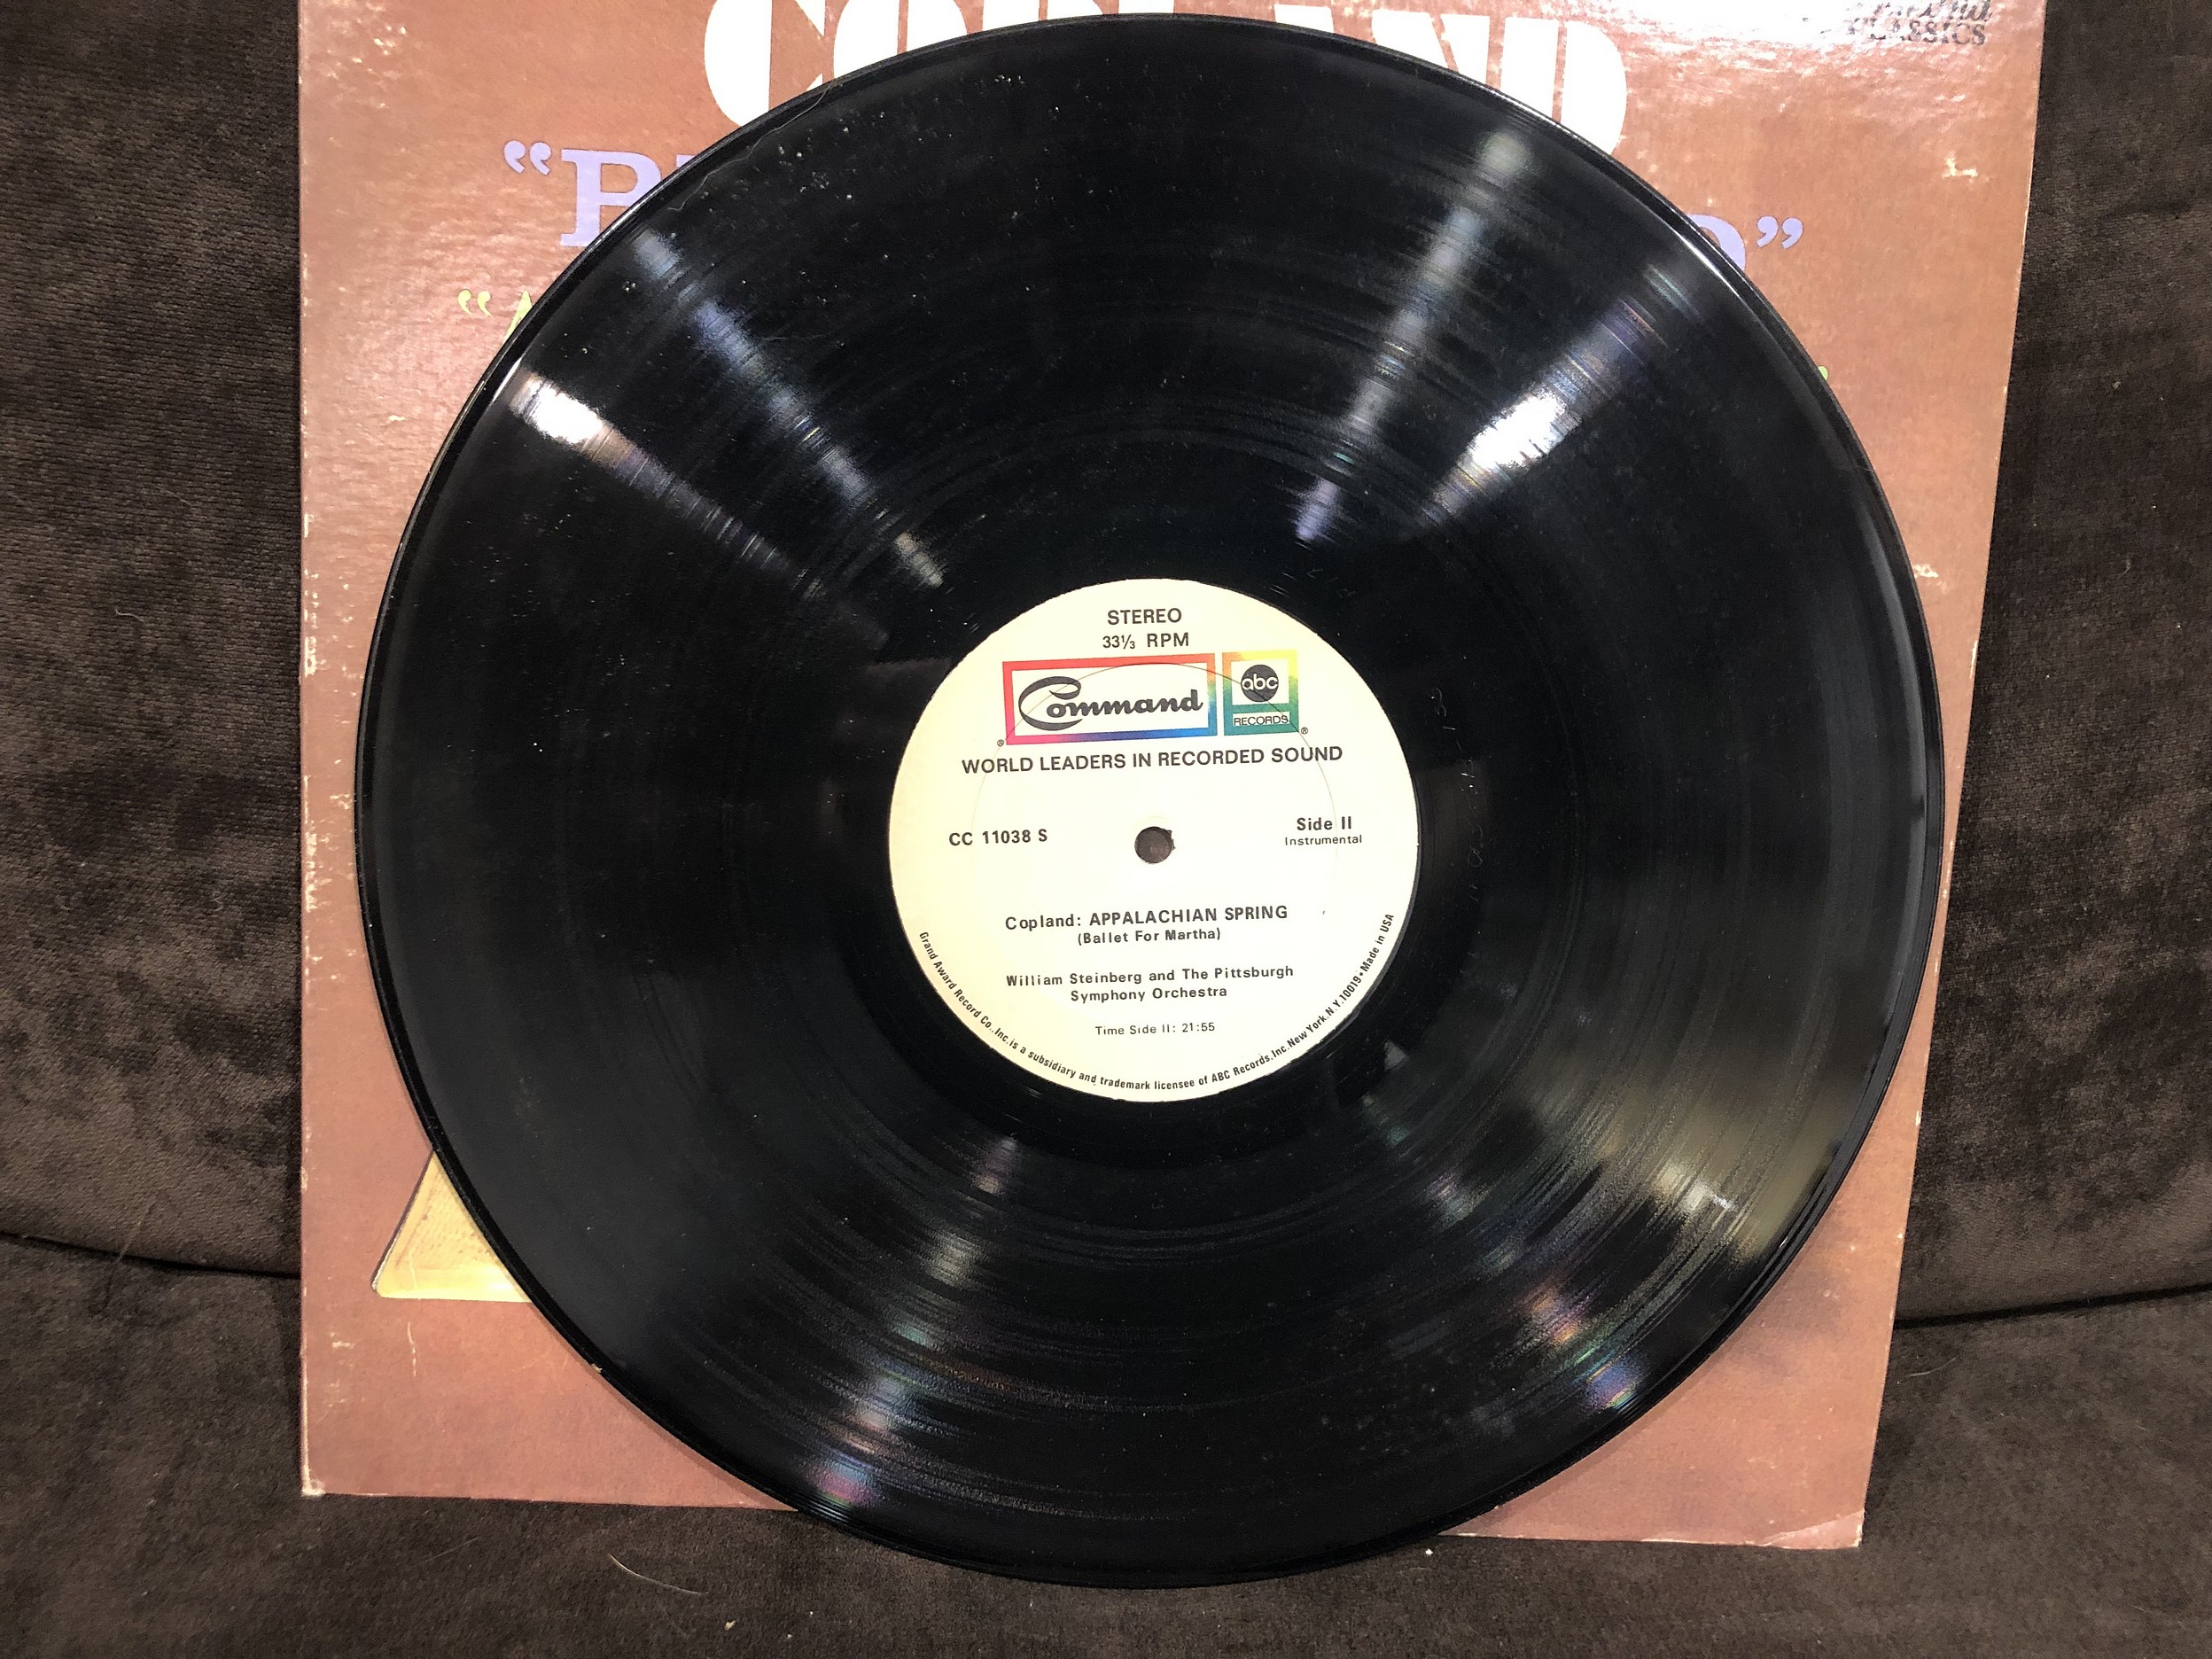 CLASSICS
STEREO
33⅓ RPM
Command
abc
RECORDS
® ®
WORLD LEADERS IN RECORDED SOUND
CC 11038 S
Side II
Instrumental
Copland: APPALACHIAN SPRING
(Ballet For Martha)
William Steinberg and The Pittsburgh
Symphony Orchestra
Time Side II: 21:55
Grand Award Record Co., Inc. is a subsidiary and trademark licensee of ABC Records, Inc. New York, N.Y. 10019 • Made in USA